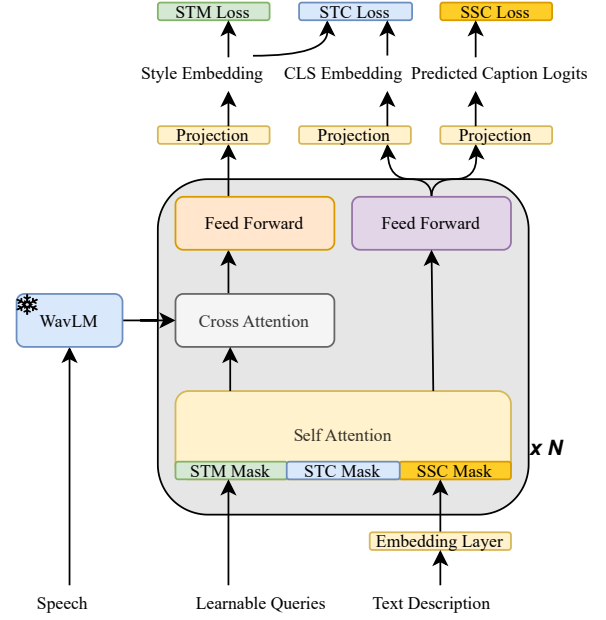 STM Loss
STC Loss
SSC Loss
Style Embedding
CLS Embedding
Predicted Caption Logits
Projection
Projection
Projection
Feed Forward
Feed Forward
WavLM
Cross Attention
Self Attention
x N
STM Mask
STC Mask
SSC Mask
Embedding Layer
Speech
Learnable Queries
Text Description